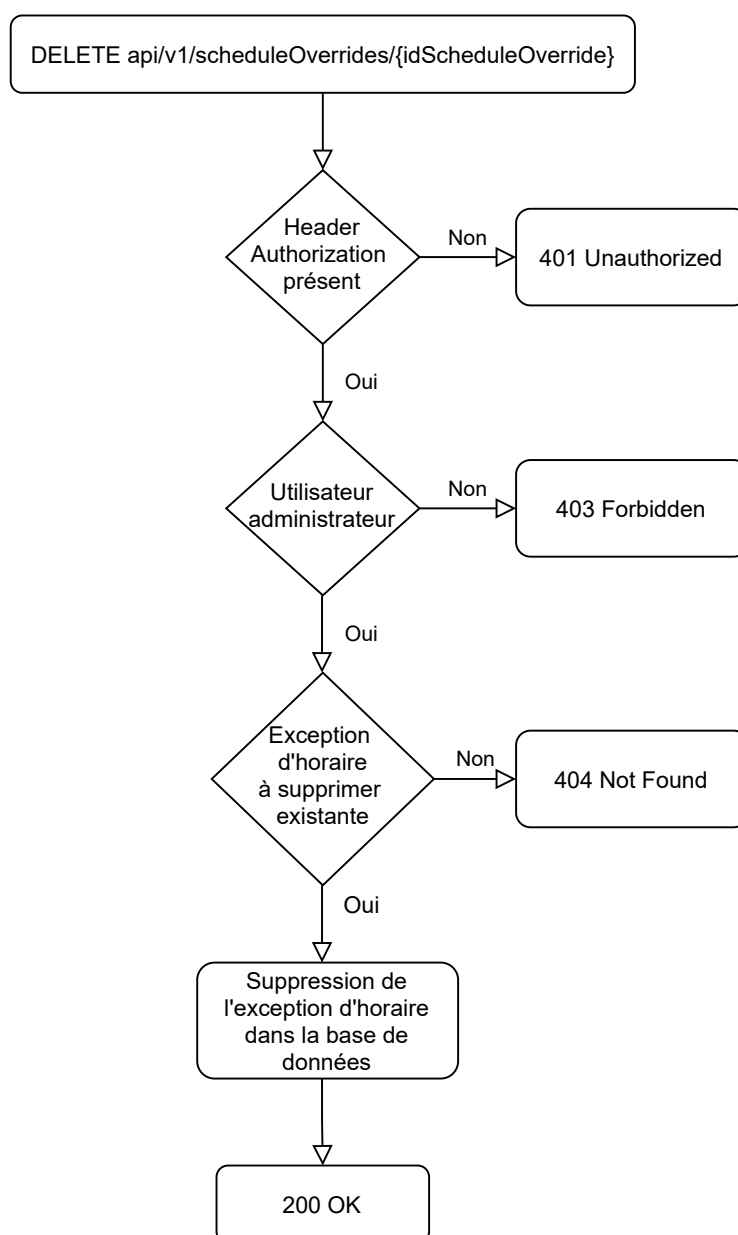 DELETE api/v1/scheduleOverrides/{idScheduleOverride}
Header
Authorization
présent
Non
401 Unauthorized
Oui
Utilisateur
administrateur
Non
403 Forbidden
Oui
Exception
d'horaire
à supprimer
existante
Non
404 Not Found
Oui
Suppression de
l'exception d'horaire
dans la base de
données
200 OK